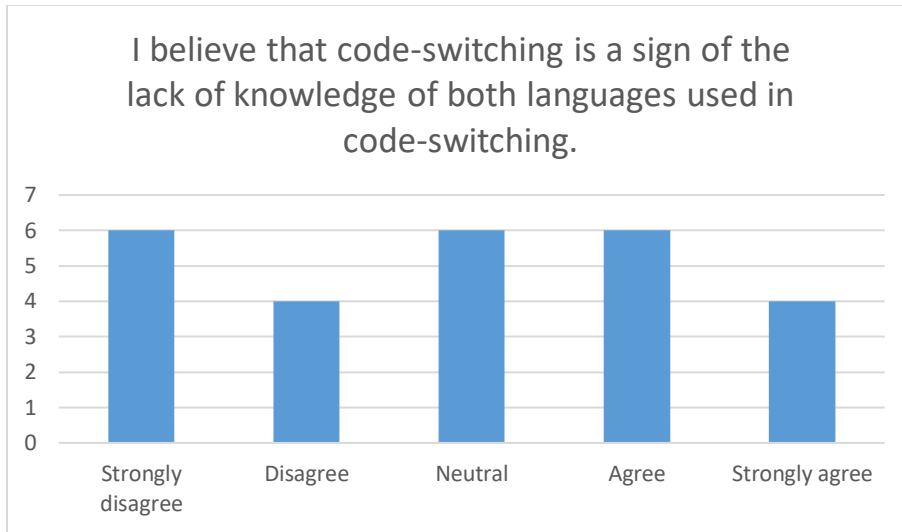 I believe that code-switching is a sign of the
lack of knowledge of both languages used in
code-switching.
7
6
5
4
3
2
1
0
Strongly disagree
Disagree
Neutral
Agree
Strongly agree